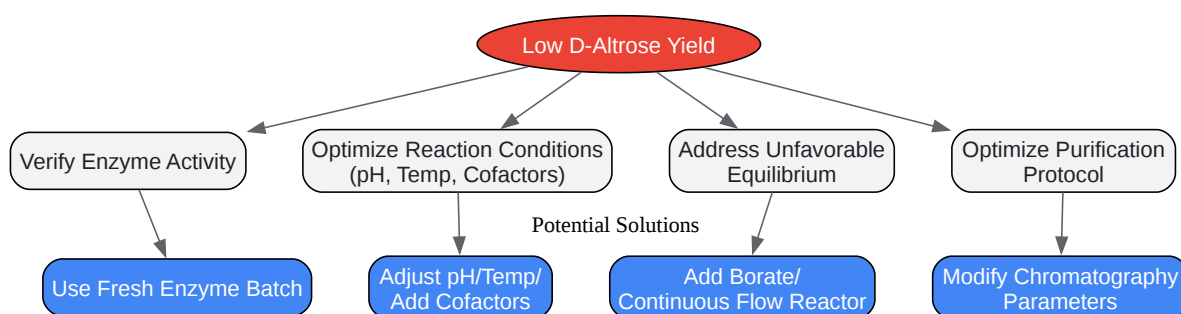 Low D-Altrose Yield
Verify Enzyme Activity
Optimize Reaction Conditions
(pH, Temp, Cofactors)
Address Unfavorable
Equilibrium
Optimize Purification
Protocol
Potential Solutions
Use Fresh Enzyme Batch
Adjust pH/Temp/
Add Cofactors
Add Borate/
Continuous Flow Reactor
Modify Chromatography
Parameters